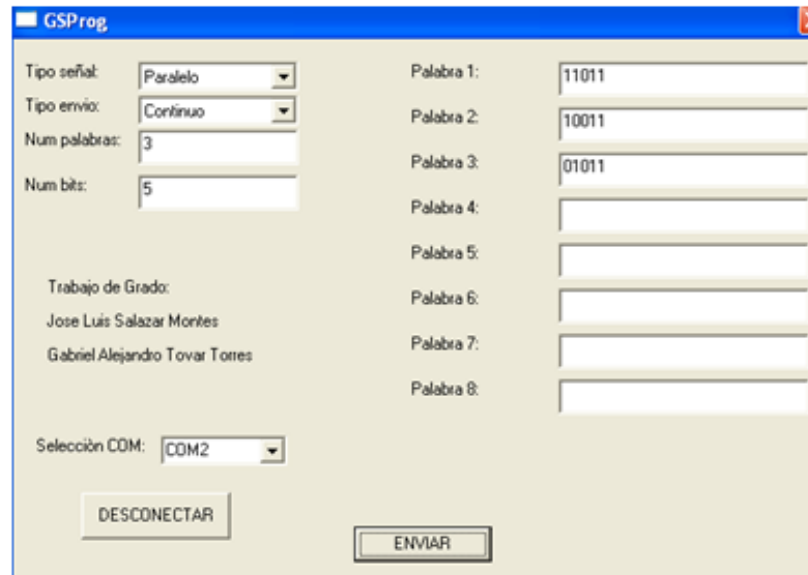 GSProg
Tipo señal: Paralelo
Tipo envio: Continuo
Num palabras: 3
Num bits: 5
Trabajo de Grado:
Jose Luis Salazar Montes
Gabriel Alejandro Tovar Torres
Selecciòn COM: COM2
DESCONECTAR
Palabra 1: 11011
Palabra 2: 10011
Palabra 3: 01011
Palabra 4:
Palabra 5:
Palabra 6:
Palabra 7:
Palabra 8:
ENVIAR